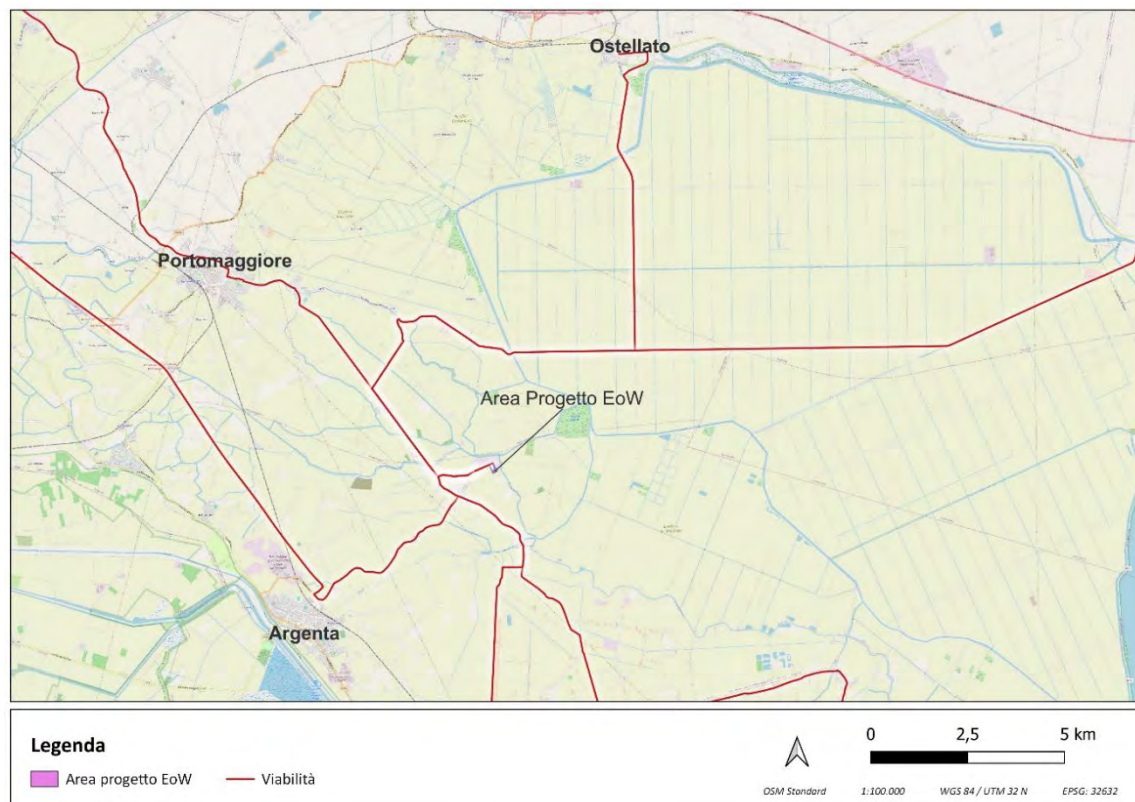 Ostellato
Portomaggiore
Area Progetto EoW
Argenta
Legenda
Area progetto EoW
Viabilità
0 2,5 5 km
OSM Standard 1:100.000 WGS 84 / UTM 32 N EPSG: 32632